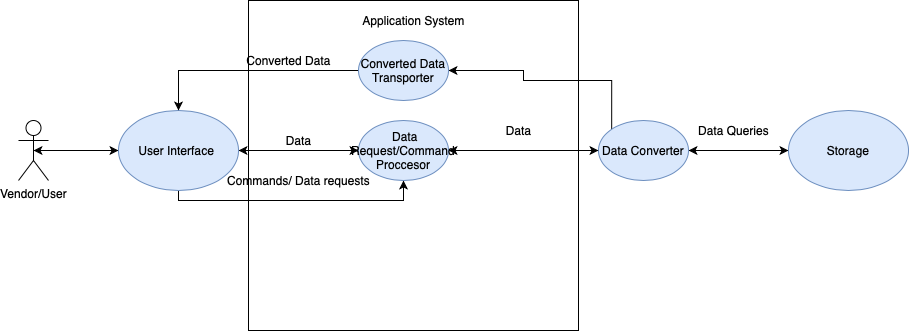 Application System
Converted Data
Converted Data
Transporter
Vendor/User
User Interface
Data
Data
Request/Command
Proccesor
Data
Data Converter
Data Queries
Storage
Commands/ Data requests